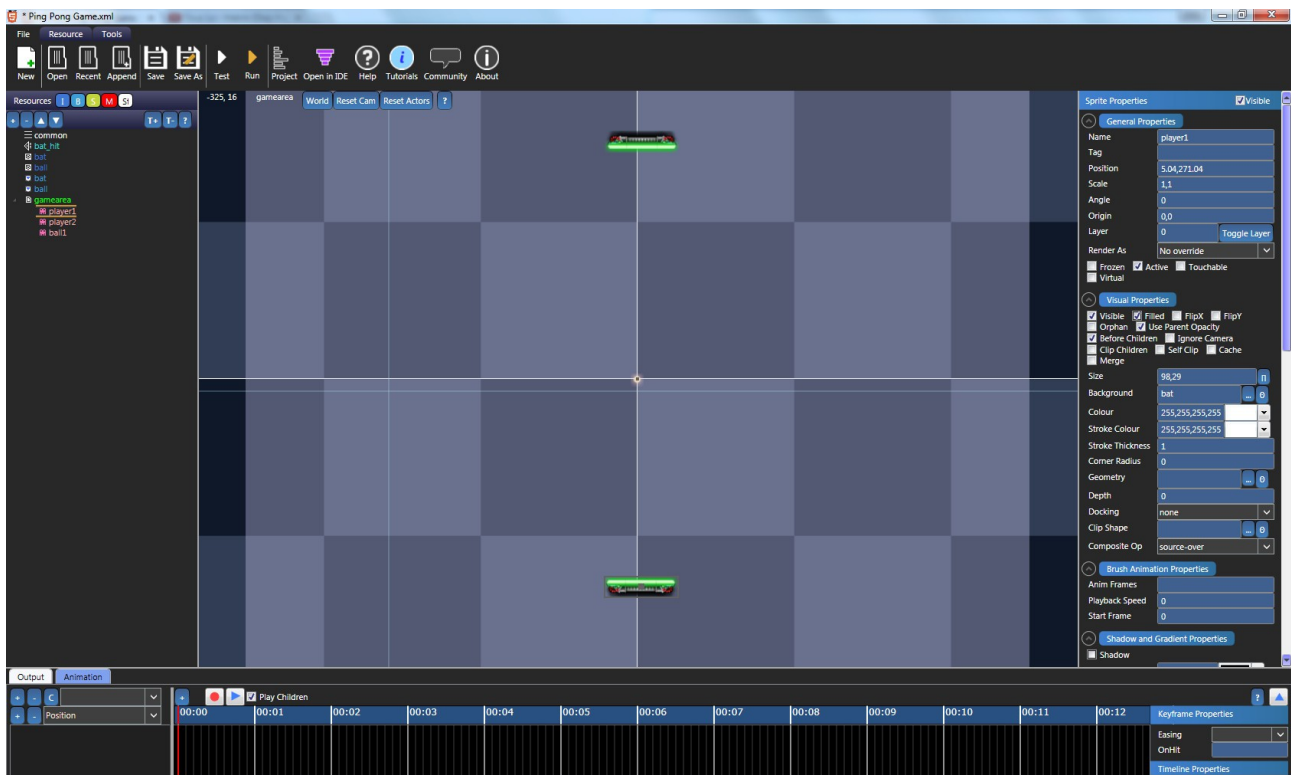 * Ping Pong Game.xml
File Resource Tools
New Open Recent Append Save Save As Test Run Project Open in IDE Help Tutorials Community About
Resources I B S M S!
+ - T+ T- ?
common
bat_hit
bat
ball
bat
ball
gamearea
player1
player2
ball1
-325, 16 gamearea World Reset Cam Reset Actors ?
Sprite Properties Visible
General Properties
Name player1
Tag
Position 5.04,271.04
Scale 1,1
Angle 0
Origin 0,0
Layer 0 Toggle Layer
Render As No override
Frozen Active Touchable
Virtual
Visual Properties
Visible Filled FlipX FlipY
Orphan Use Parent Opacity
Before Children Ignore Camera
Clip Children Self Clip Cache
Merge
Size 98,29
Background bat ...
Colour 255,255,255,255
Stroke Colour 255,255,255,255
Stroke Thickness 1
Corner Radius 0
Geometry ...
Depth 0
Docking none
Clip Shape ...
Composite Op source-over
Brush Animation Properties
Anim Frames
Playback Speed 0
Start Frame 0
Shadow and Gradient Properties
Shadow
Output Animation
+ - C + Play Children ?
+ - Position 00:00 00:01 00:02 00:03 00:04 00:05 00:06 00:07 00:08 00:09 00:10 00:11 00:12 Keyframe Properties
Easing
OnHit
Timeline Properties